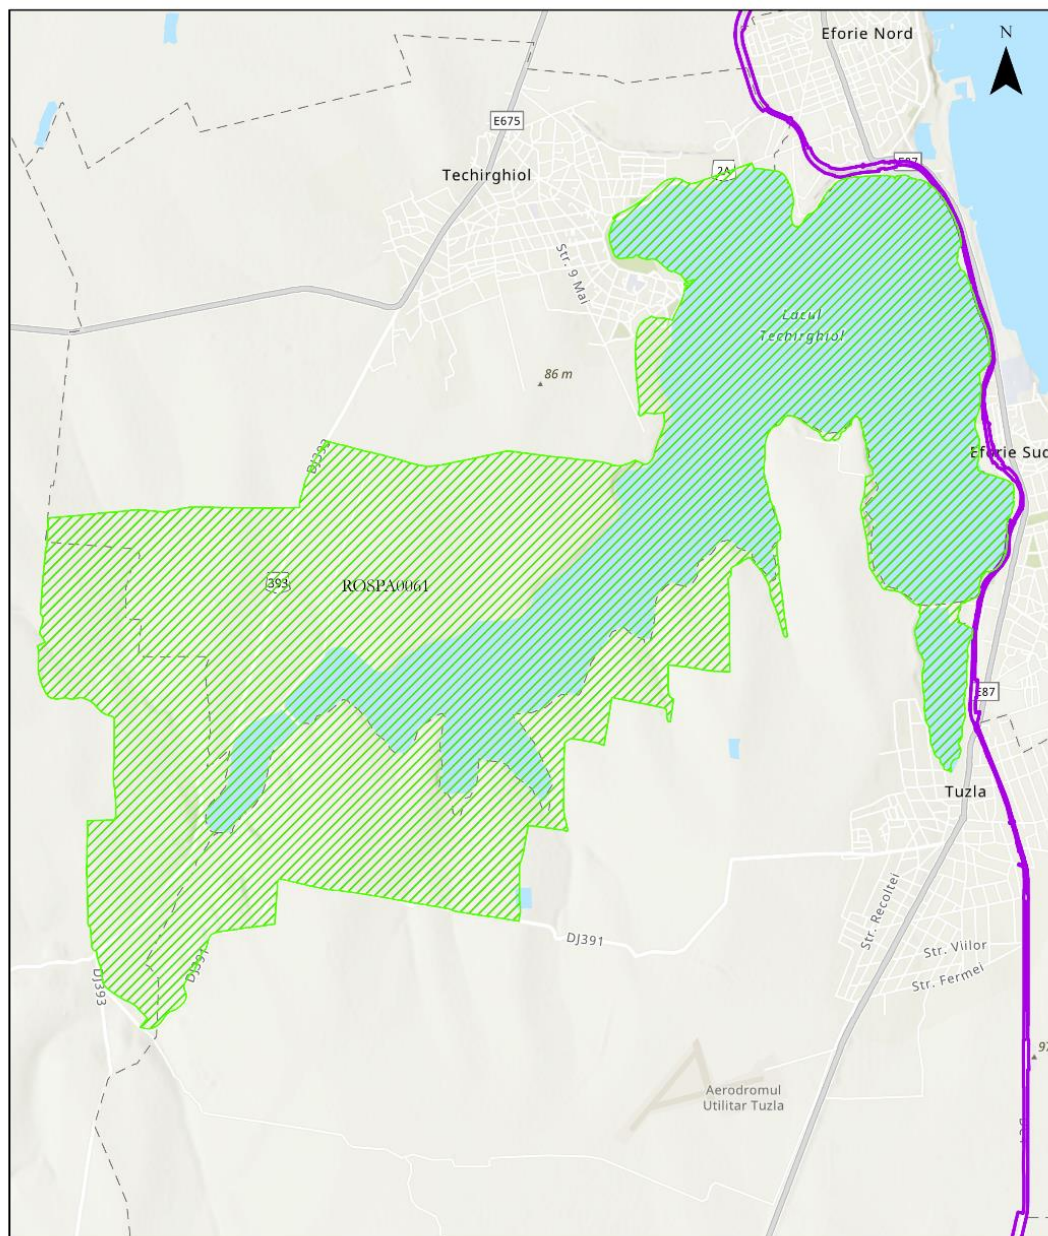 Eforie Nord
N
E675
E87
2A
Techirghiol
Str. 9 Mai
Lacul
Techirghiol
86 m
DJ393
Eforie Sud
393
ROSPA0061
E87
Tuzla
Str. Recoltei
DJ391
Str. Viilor
DJ391
Str. Fermei
DJ393
97
Aerodromul
Utilitar Tuzla